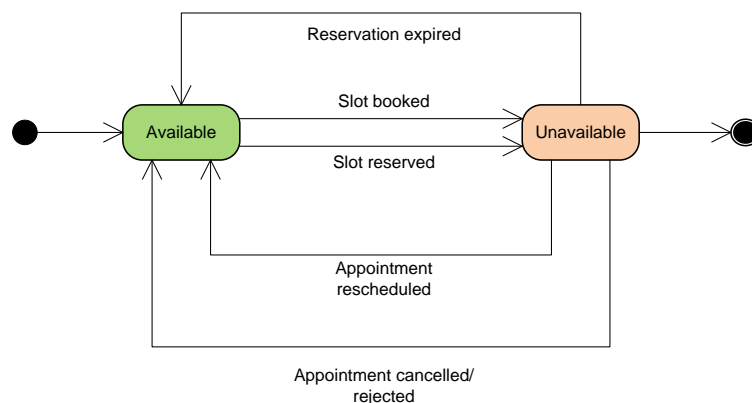 Reservation expired
Slot booked
Available
Unavailable
Slot reserved
Appointment
rescheduled
Appointment cancelled/
rejected